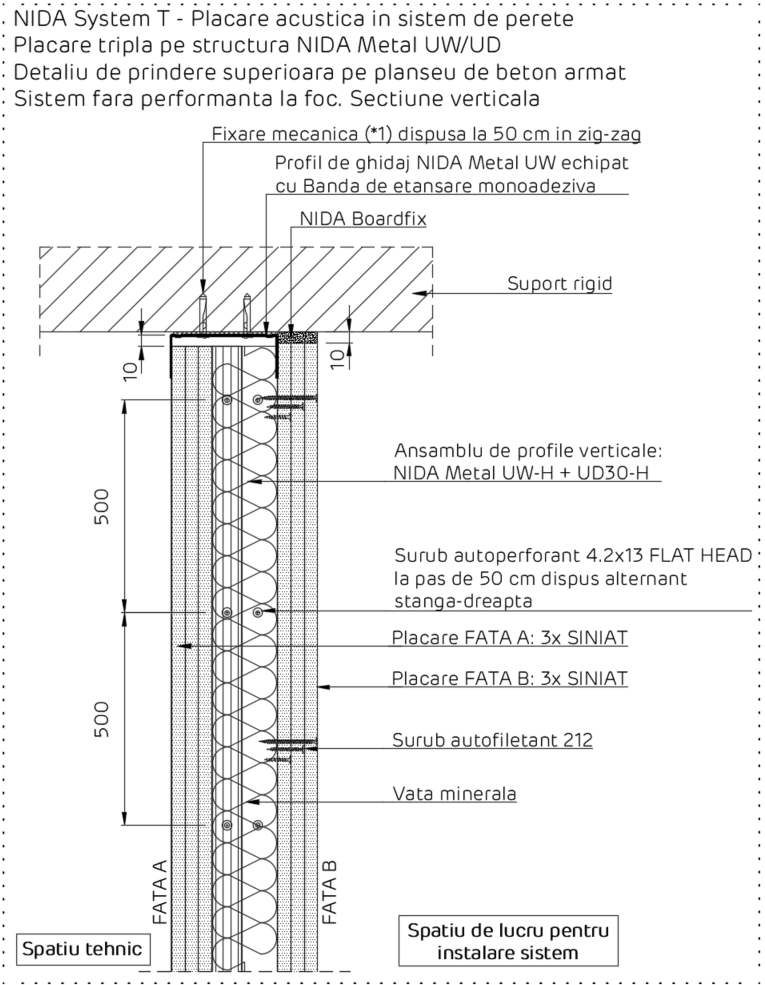 NIDA System T - Placare acustica in sistem de perete
Placare tripla pe structura NIDA Metal UW/UD
Detaliu de prindere superioara pe planseu de beton armat
Sistem fara performanta la foc. Sectiune verticala
Fixare mecanica (*1) dispusa la 50 cm in zig-zag
Profil de ghidaj NIDA Metal UW echipat
cu Banda de etansare monoadeziva
NIDA Boardfix
Suport rigid
10
10
500
Ansamblu de profile verticale:
NIDA Metal UW-H + UD30-H
Surub autoperforant 4.2x13 FLAT HEAD
la pas de 50 cm dispus alternant
stanga-dreapta
Placare FATA A: 3x SINIAT
Placare FATA B: 3x SINIAT
500
Surub autofiletant 212
Vata minerala
FATA A
FATA B
Spatiu tehnic
Spatiu de lucru pentru
instalare sistem